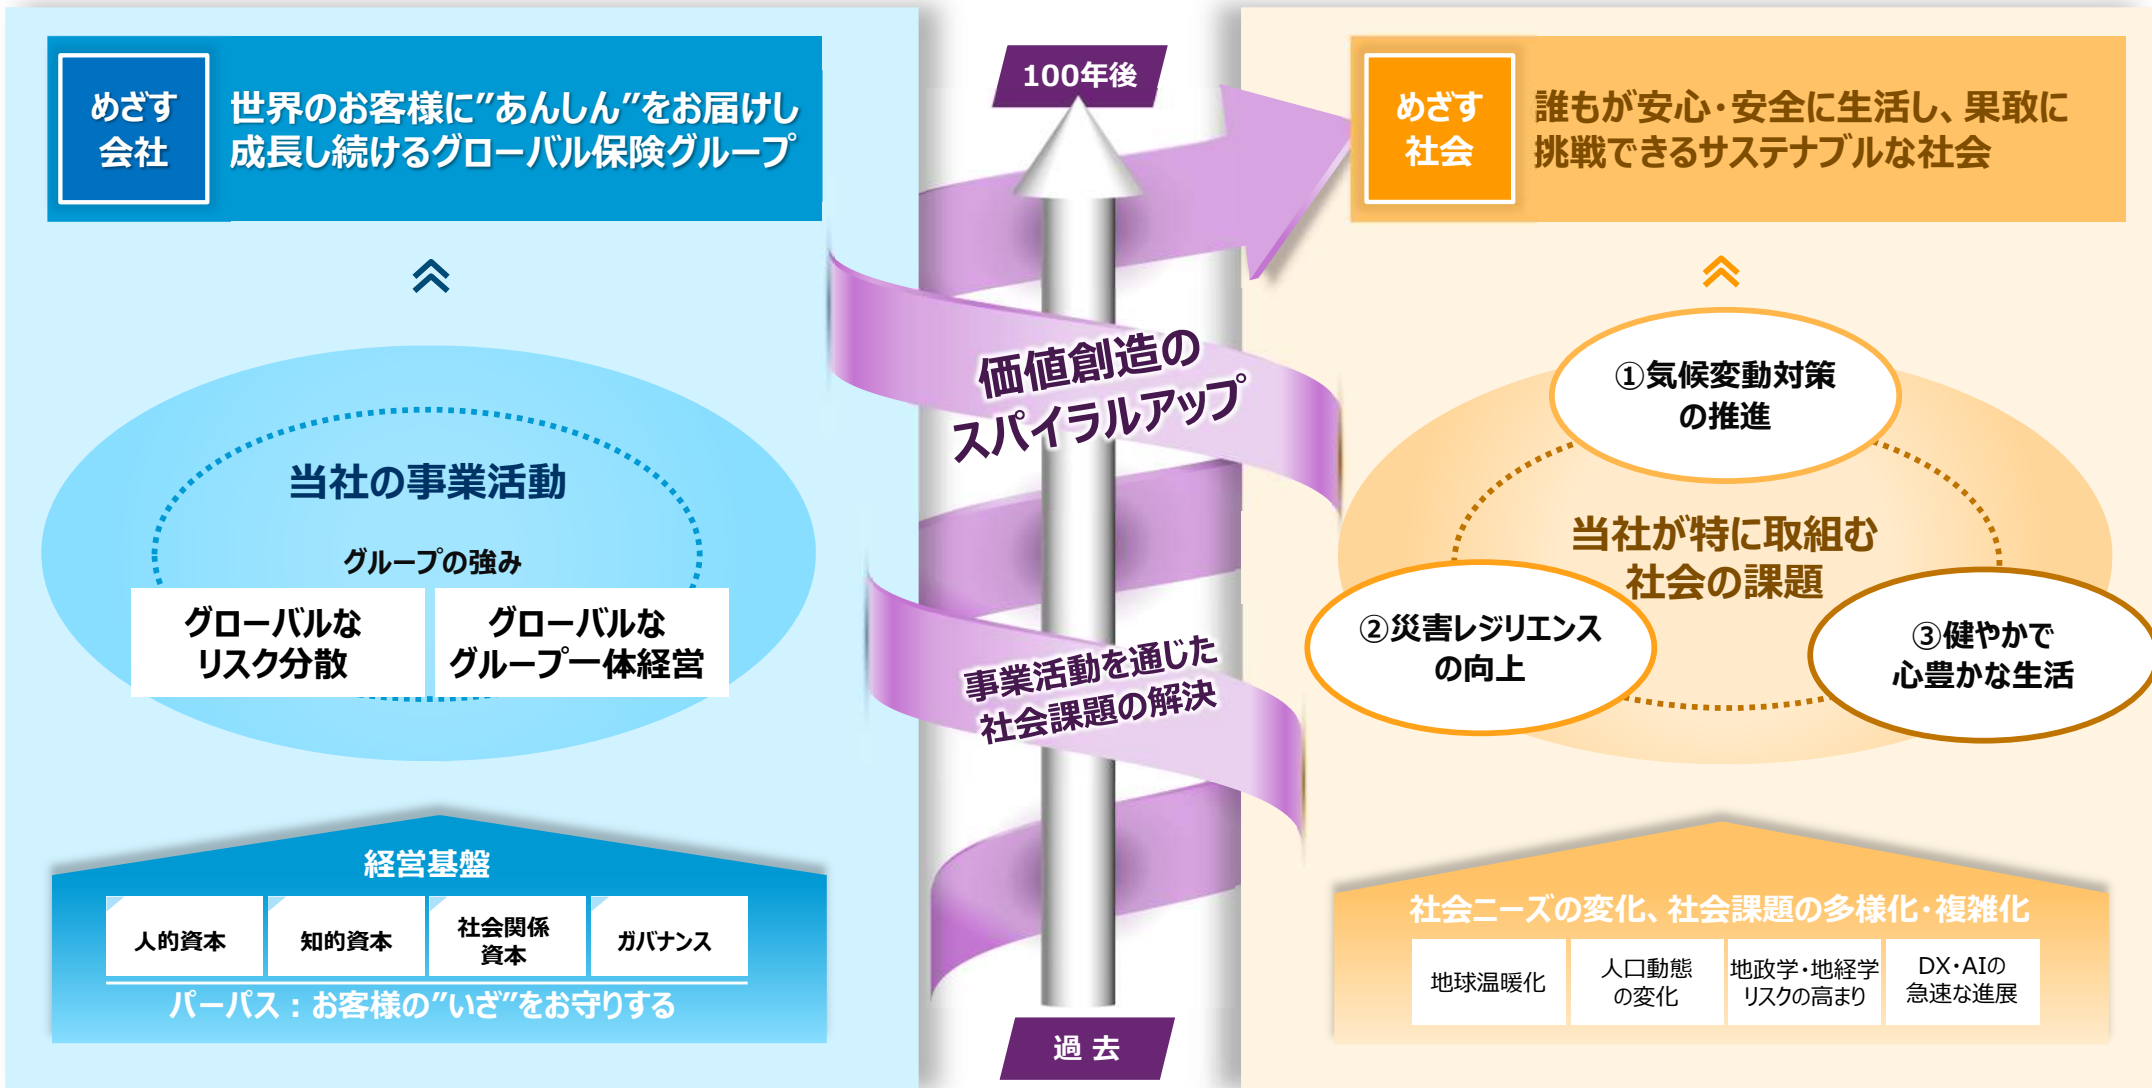 めざす
会社
世界のお客様に”あんしん”をお届けし
成長し続けるグローバル保険グループ
当社の事業活動
グループの強み
グローバルな
リスク分散
グローバルな
グループ一体経営
経営基盤
人的資本
知的資本
社会関係
資本
ガバナンス
パーパス：お客様の”いざ”をお守りする
100年後
価値創造の
スパイラルアップ
事業活動を通じた
社会課題の解決
過 去
めざす
社会
誰もが安心・安全に生活し、果敢に
挑戦できるサステナブルな社会
①気候変動対策
の推進
当社が特に取組む
社会の課題
②災害レジリエンス
の向上
③健やかで
心豊かな生活
社会ニーズの変化、社会課題の多様化・複雑化
地球温暖化
人口動態
の変化
地政学・地経学
リスクの高まり
DX・AIの
急速な進展